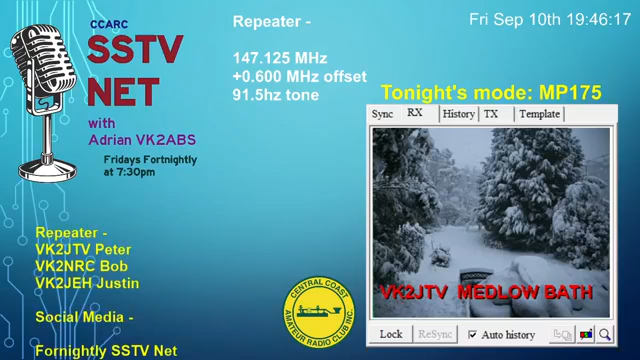 CCARC
SSTV
NET
with
Adrian VK2ABS
Fridays Fortnightly
at 7:30pm
Repeater -
147.125 MHz
+0.600 MHz offset
91.5hz tone
Fri Sep 10th 19:46:17
Tonight's mode: MP175
Sync RX History TX Template
VK2JTV MEDLOW BATH
Lock ReSync Auto history
Repeater -
VK2JTV Peter
VK2NRC Bob
VK2JEH Justin
Social Media -
Fornightly SSTV Net
CENTRAL COAST
AMATEUR RADIO CLUB INC.